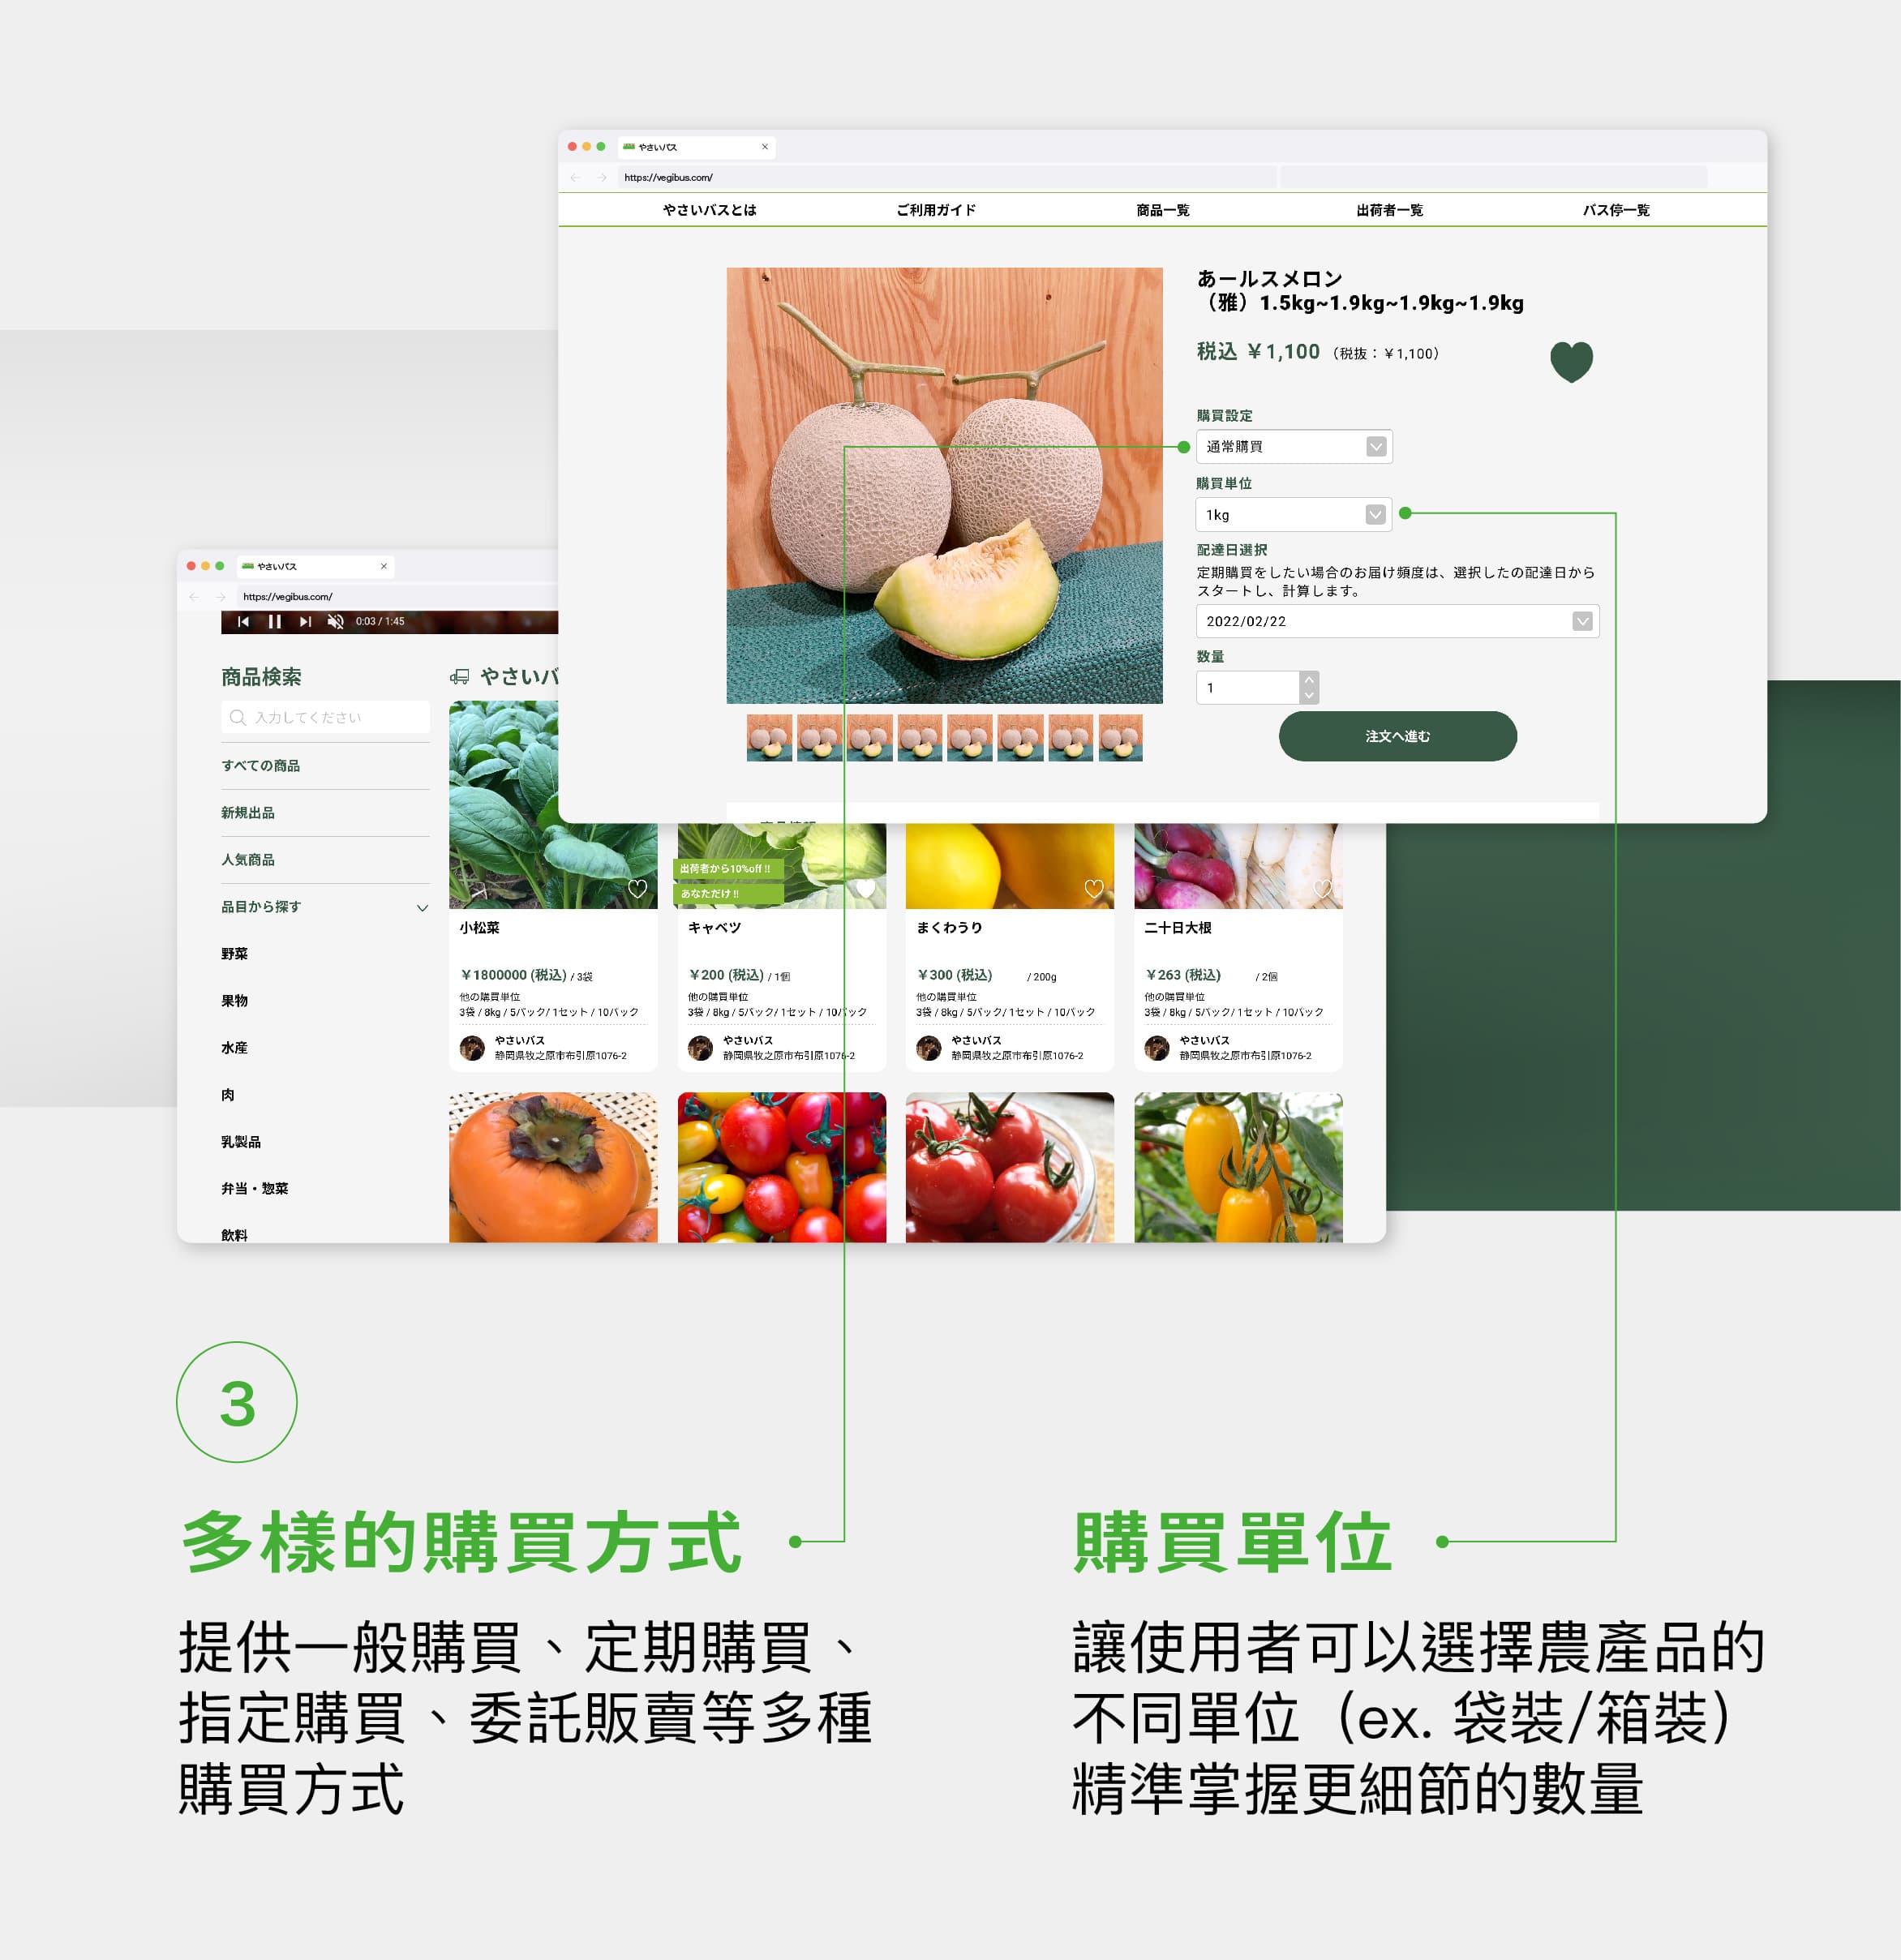 やさいバス
https://vegibus.com/
やさいバスとは
ご利用ガイド
商品一覧
出荷者一覧
バス停一覧
あールスメロン
（雅）1.5kg~1.9kg~1.9kg~1.9kg
税込 ￥1,100（税抜：￥1,100）
購買設定
通常購買
購買単位
1kg
配達日選択
定期購買をしたい場合のお届け頻度は、選択したの配達日から
スタートし、計算します。
2022/02/22
数量
1
注文へ進む
やさいバス
https://vegibus.com/
0:03 / 1:45
商品検索
入力してください
すべての商品
新規出品
人気商品
品目から探す
野菜
果物
水産
肉
乳製品
弁当・惣菜
飲料
やさいバ
小松菜
￥1800000 (税込) / 3袋
他の購買単位
3袋 / 8kg / 5パック/ 1セット / 10パック
やさいバス
静岡県牧之原市布引原1076-2
出荷者から10%off !!
あなただけ !!
キャベツ
￥200 (税込) / 1個
他の購買単位
3袋 / 8kg / 5パック/ 1セット / 10パック
やさいバス
静岡県牧之原市布引原1076-2
まくわうり
￥300 (税込) / 200g
他の購買単位
3袋 / 8kg / 5パック/ 1セット / 10パック
やさいバス
静岡県牧之原市布引原1076-2
二十日大根
￥263 (税込) / 2個
他の購買単位
3袋 / 8kg / 5パック/ 1セット / 10パック
やさいバス
静岡県牧之原市布引原1076-2
3
多樣的購買方式
提供一般購買、定期購買、
指定購買、委託販賣等多種
購買方式
購買單位
讓使用者可以選擇農產品的
不同單位（ex. 袋裝/箱裝）
精準掌握更細節的數量